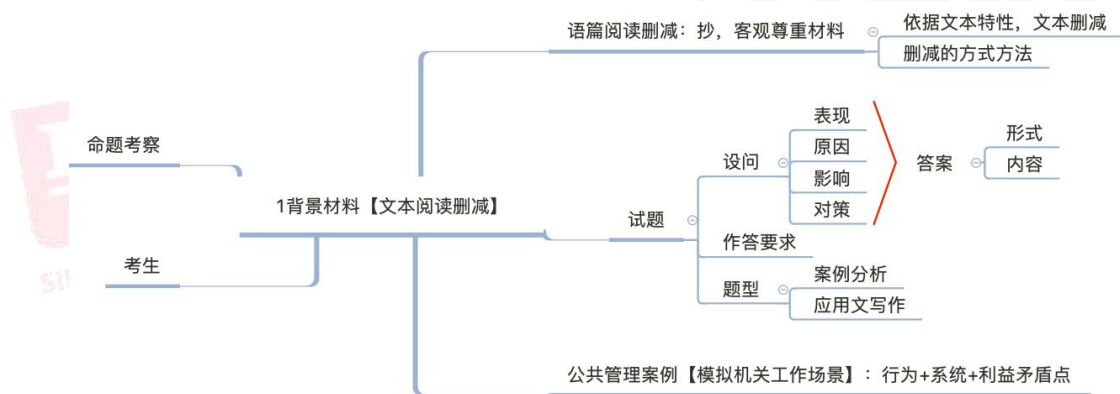 语篇阅读删减：抄，客观尊重材料
依据文本特性，文本删减
删减的方式方法
命题考察
考生
1背景材料【文本阅读删减】
试题
设问
表现
原因
影响
对策
答案
形式
内容
作答要求
题型
案例分析
应用文写作
公共管理案例【模拟机关工作场景】：行为+系统+利益矛盾点